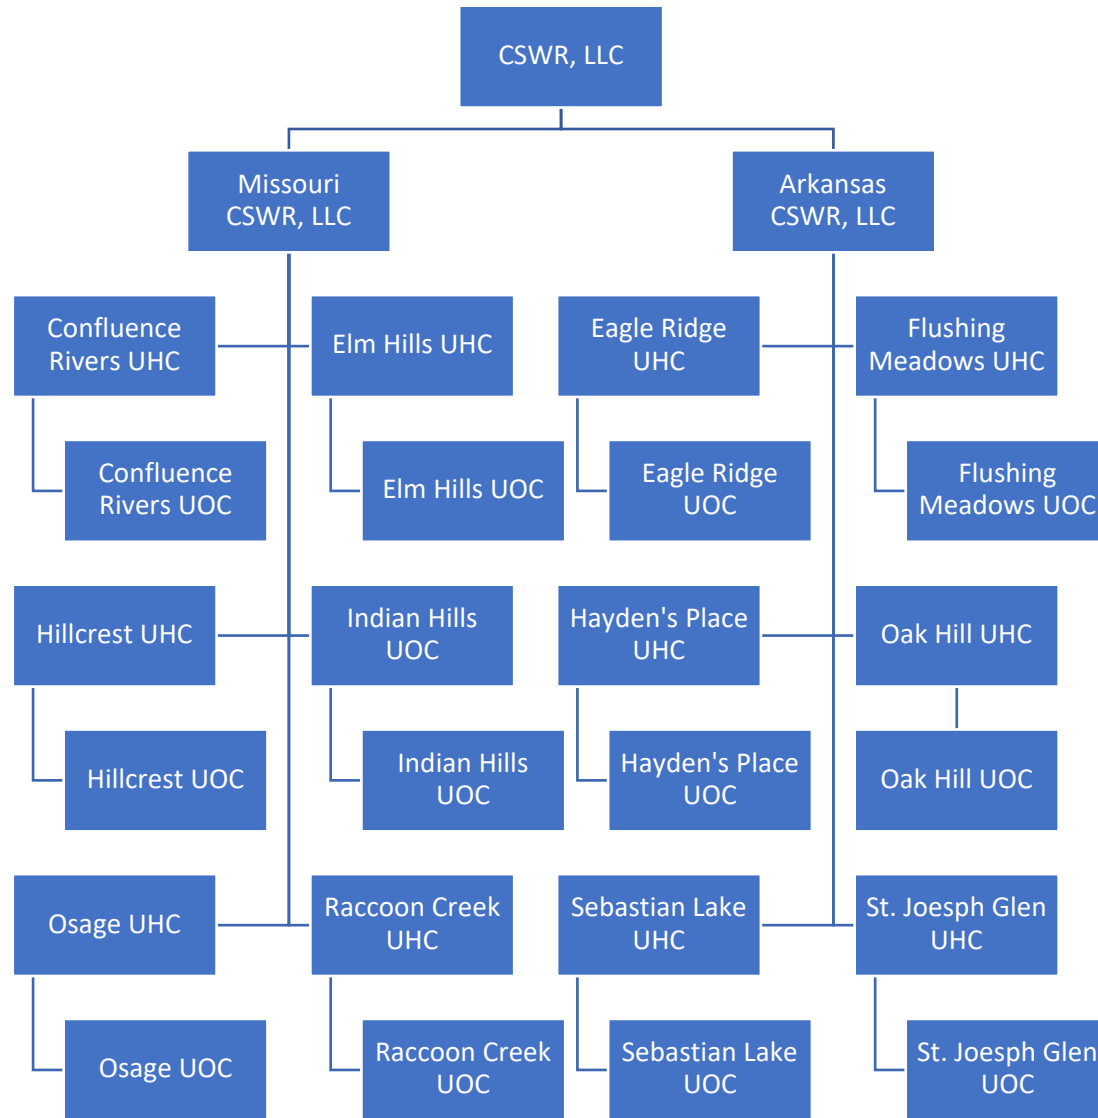 CSWR, LLC
Missouri
CSWR, LLC
Arkansas
CSWR, LLC
Confluence
Rivers UHC
Elm Hills UHC
Eagle Ridge
UHC
Flushing
Meadows UHC
Confluence
Rivers UOC
Elm Hills UOC
Eagle Ridge
UOC
Flushing
Meadows UOC
Hillcrest UHC
Indian Hills
UOC
Hayden's Place
UHC
Oak Hill UHC
Hillcrest UOC
Indian Hills
UOC
Hayden's Place
UOC
Oak Hill UOC
Osage UHC
Raccoon Creek
UHC
Sebastian Lake
UHC
St. Joesph Glen
UHC
Osage UOC
Raccoon Creek
UOC
Sebastian Lake
UOC
St. Joesph Glen
UOC